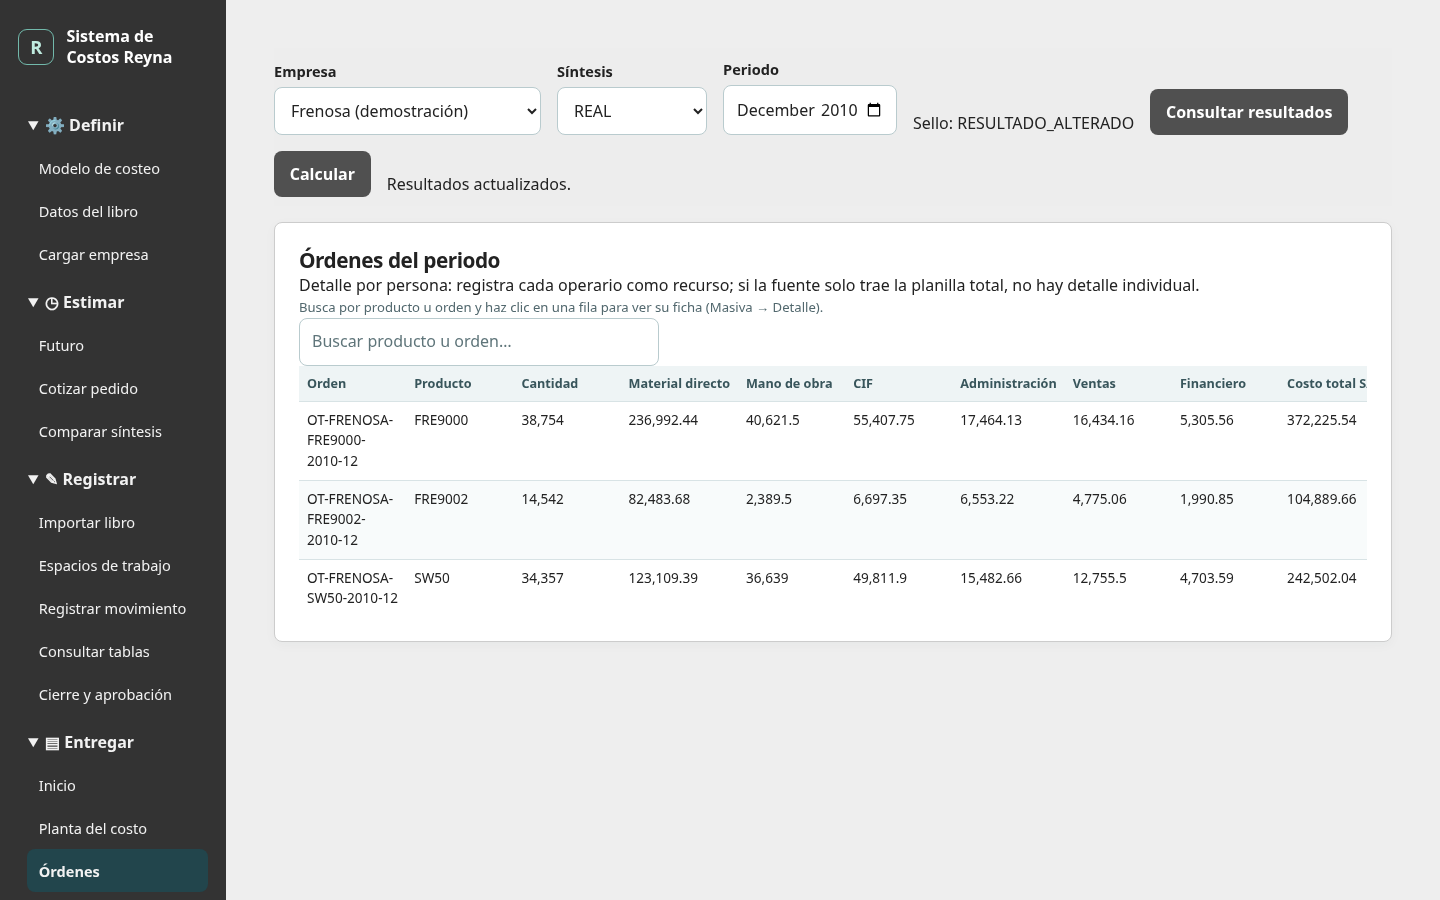 R
Sistema de
Costos Reyna
▼ ⚙️ Definir
Modelo de costeo
Datos del libro
Cargar empresa
▼ ◷ Estimar
Futuro
Cotizar pedido
Comparar síntesis
▼ ✎ Registrar
Importar libro
Espacios de trabajo
Registrar movimiento
Consultar tablas
Cierre y aprobación
▼ ▤ Entregar
Inicio
Planta del costo
Órdenes
Empresa Síntesis Periodo
Frenosa (demostración) REAL December 2010 Sello: RESULTADO_ALTERADO Consultar resultados
Calcular Resultados actualizados.
Órdenes del periodo
Detalle por persona: registra cada operario como recurso; si la fuente solo trae la planilla total, no hay detalle individual.
Busca por producto u orden y haz clic en una fila para ver su ficha (Masiva → Detalle).
Buscar producto u orden...
Orden Producto Cantidad Material directo Mano de obra CIF Administración Ventas Financiero Costo total S
OT-FRENOSA- FRE9000 38,754 236,992.44 40,621.5 55,407.75 17,464.13 16,434.16 5,305.56 372,225.54
FRE9000-
2010-12
OT-FRENOSA- FRE9002 14,542 82,483.68 2,389.5 6,697.35 6,553.22 4,775.06 1,990.85 104,889.66
FRE9002-
2010-12
OT-FRENOSA- SW50 34,357 123,109.39 36,639 49,811.9 15,482.66 12,755.5 4,703.59 242,502.04
SW50-2010-12